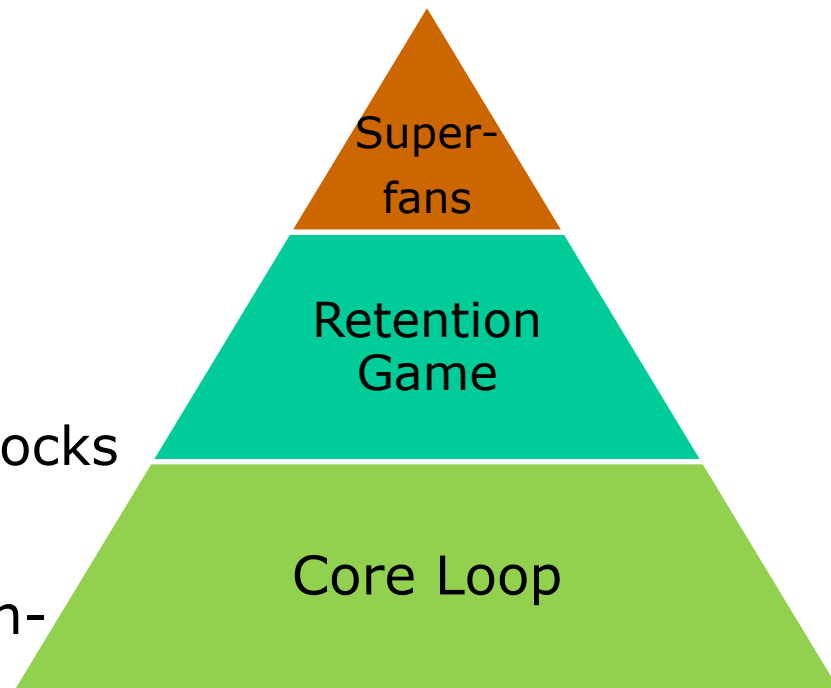 Super-
fans
Retention
Game
ocks
Core Loop
n-